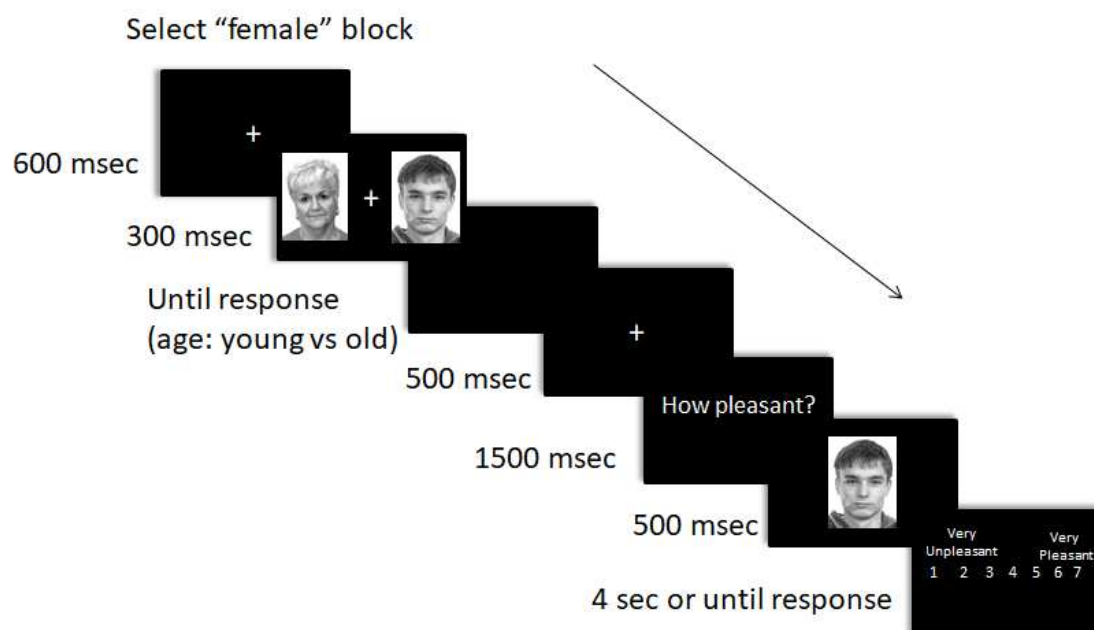 Select “female” block
+
600 msec
+
300 msec
Until response
(age: young vs old)
+
500 msec
How pleasant?
1500 msec
500 msec
Very
Unpleasant
Very
Pleasant
1 2 3 4 5 6 7
4 sec or until response